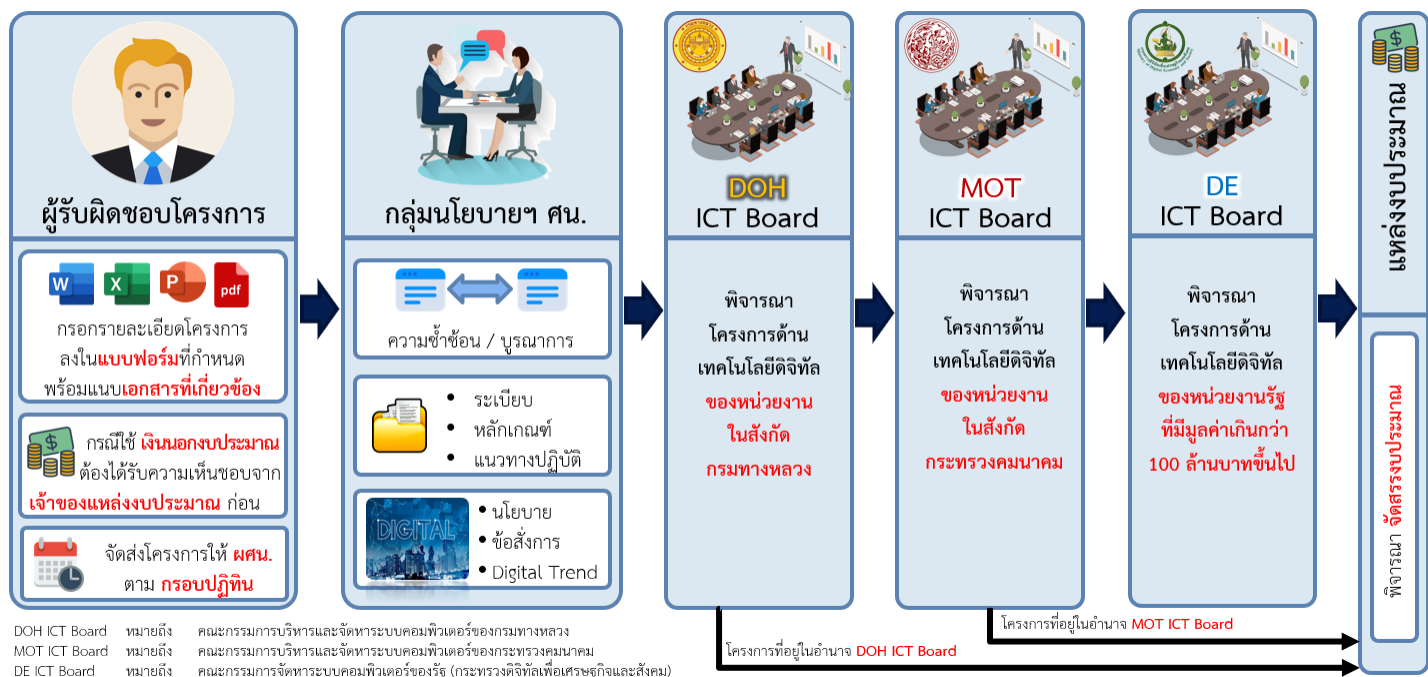 ผู้รับผิดชอบโครงการ
W X P pdf
กรอกรายละเอียดโครงการ
ลงในแบบฟอร์มที่กำหนด
พร้อมแนบเอกสารที่เกี่ยวข้อง
กรณีใช้ เงินนอกงบประมาณ
ต้องได้รับความเห็นชอบจาก
เจ้าของแหล่งงบประมาณ ก่อน
จัดส่งโครงการให้ ผศน.
ตาม กรอบปฏิทิน
กลุ่มนโยบายฯ ศน.
ความซ้ำซ้อน / บูรณาการ
• ระเบียบ
• หลักเกณฑ์
• แนวทางปฏิบัติ
DIGITAL
• นโยบาย
• ข้อสั่งการ
• Digital Trend
DOH
ICT Board
พิจารณา
โครงการด้าน
เทคโนโลยีดิจิทัล
ของหน่วยงาน
ในสังกัด
กรมทางหลวง
MOT
ICT Board
พิจารณา
โครงการด้าน
เทคโนโลยีดิจิทัล
ของหน่วยงาน
ในสังกัด
กระทรวงคมนาคม
DE
ICT Board
พิจารณา
โครงการด้าน
เทคโนโลยีดิจิทัล
ของหน่วยงานรัฐ
ที่มีมูลค่าเกินกว่า
100 ล้านบาทขึ้นไป
แหล่งงบประมาณ
พิจารณา จัดสรรงบประมาณ
โครงการที่อยู่ในอำนาจ MOT ICT Board
โครงการที่อยู่ในอำนาจ DOH ICT Board
DOH ICT Board หมายถึง คณะกรรมการบริหารและจัดหาระบบคอมพิวเตอร์ของกรมทางหลวง
MOT ICT Board หมายถึง คณะกรรมการบริหารและจัดหาระบบคอมพิวเตอร์ของกระทรวงคมนาคม
DE ICT Board หมายถึง คณะกรรมการจัดหาระบบคอมพิวเตอร์ของรัฐ (กระทรวงดิจิทัลเพื่อเศรษฐกิจและสังคม)